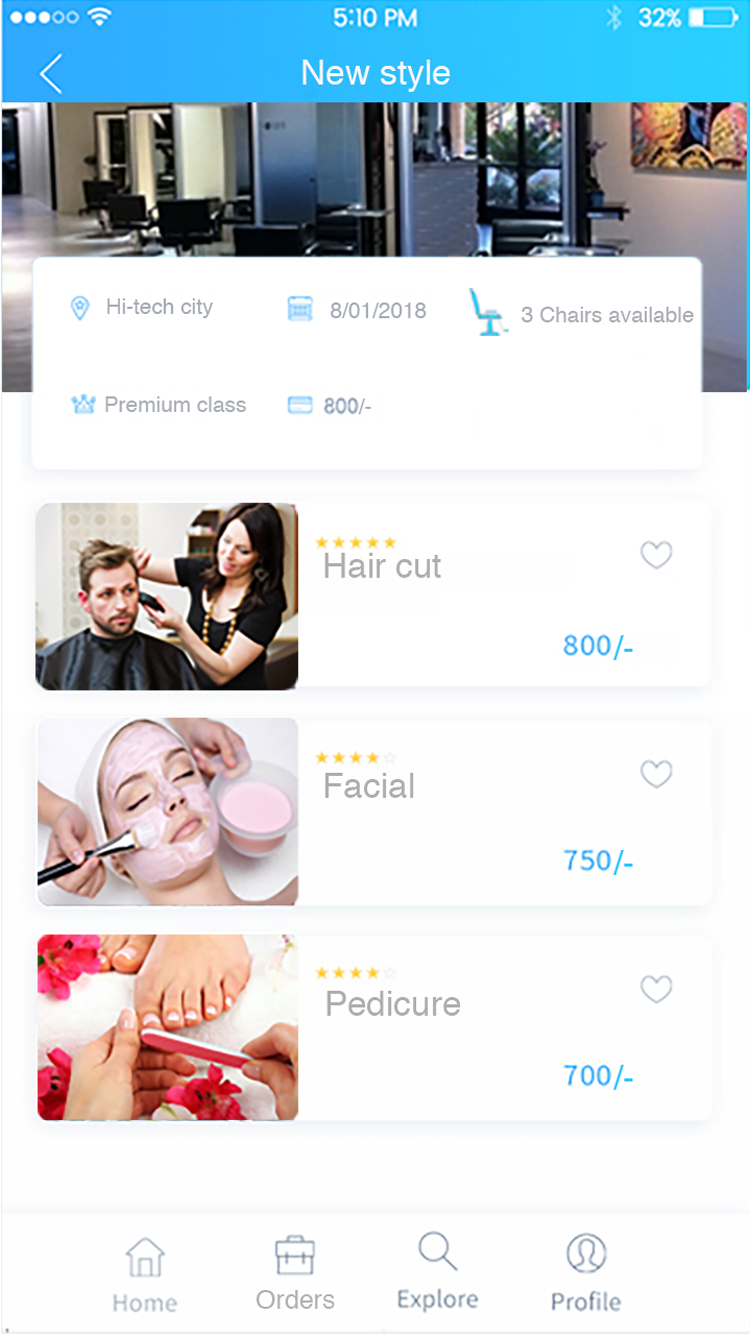 5:10 PM 32%
New style
Hi-tech city 8/01/2018 3 Chairs available
Premium class 800/-
Hair cut
800/-
Facial
750/-
Pedicure
700/-
Home Orders Explore Profile